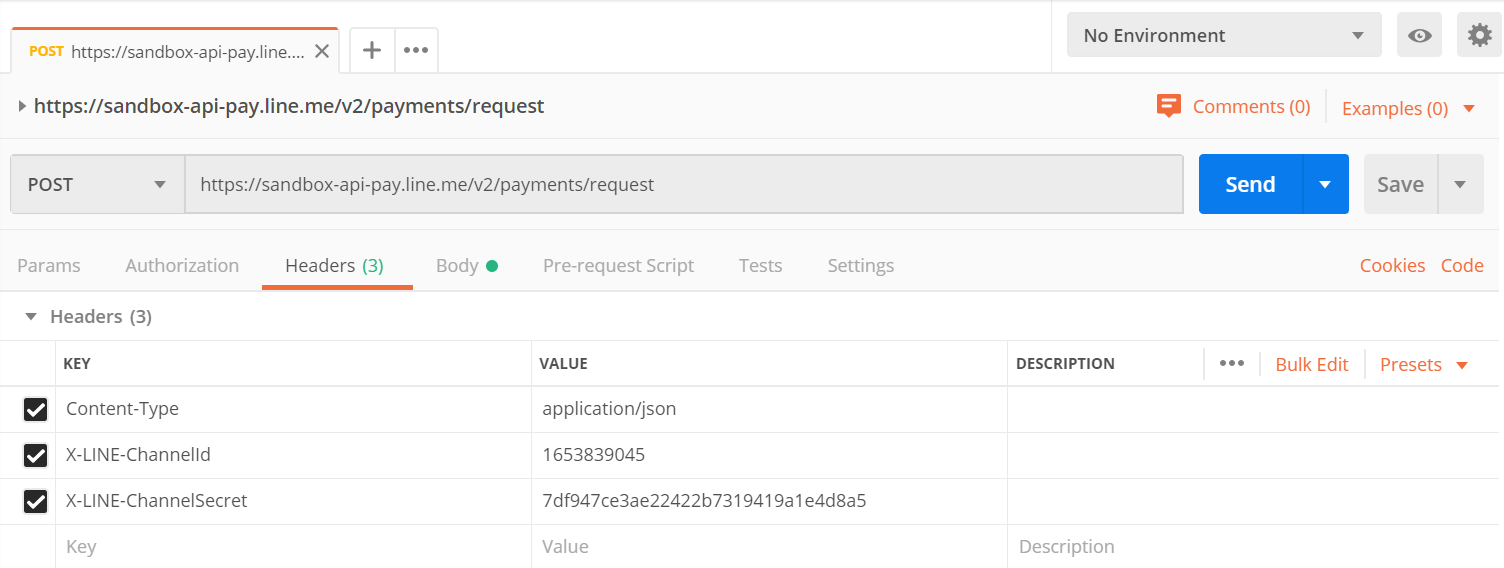 POST https://sandbox-api-pay.line.... No Environment
https://sandbox-api-pay.line.me/v2/payments/request Comments (0) Examples (0)
POST https://sandbox-api-pay.line.me/v2/payments/request Send Save
Params Authorization Headers (3) Body Pre-request Script Tests Settings Cookies Code
Headers (3)
KEY VALUE DESCRIPTION Bulk Edit Presets
Content-Type application/json
X-LINE-ChannelId 1653839045
X-LINE-ChannelSecret 7df947ce3ae22422b7319419a1e4d8a5
Key Value Description